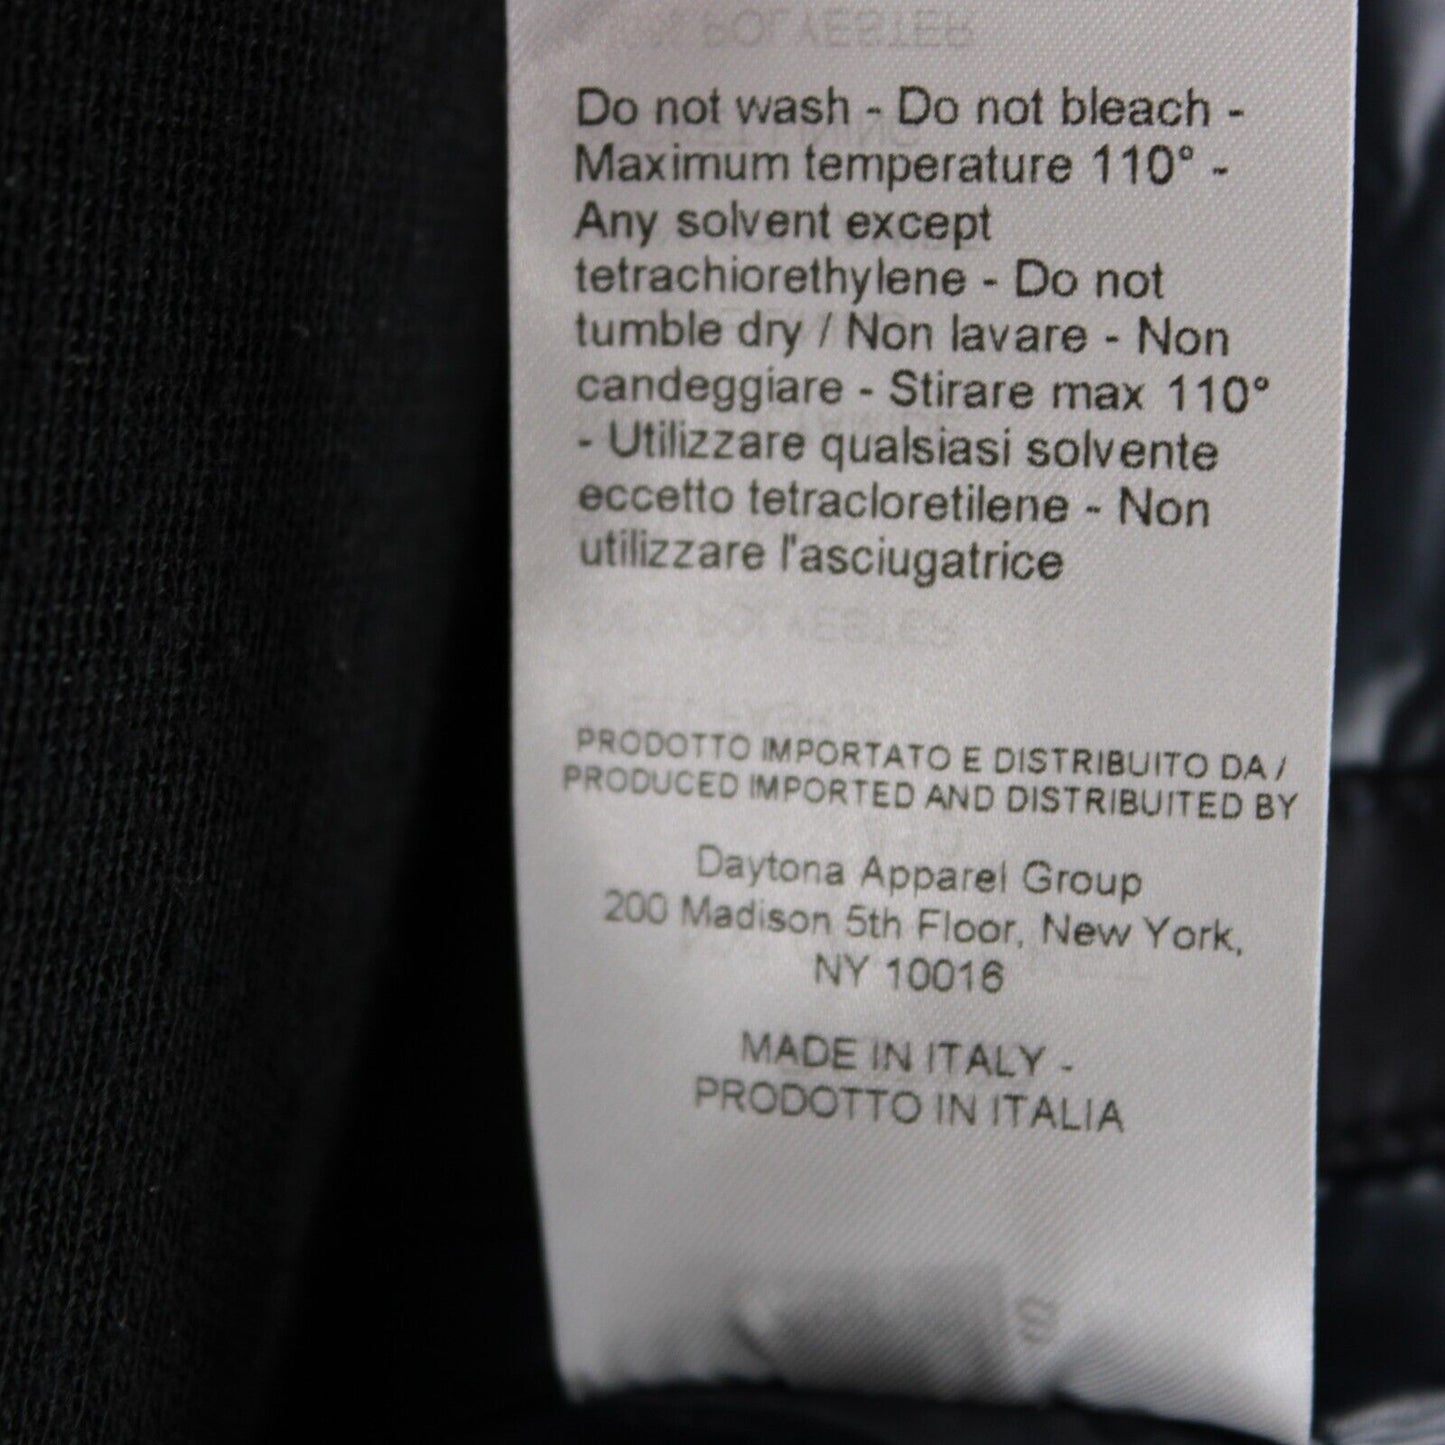 Do not wash - Do not bleach -
Maximum temperature 110° -
Any solvent except
tetrachiorethylene - Do not
tumble dry / Non lavare - Non
candeggiare - Stirare max 110°
- Utilizzare qualsiasi solvente
eccetto tetracloretilene - Non
utilizzare l'asciugatrice
PRODOTTO IMPORTATO E DISTRIBUITO DA /
PRODUCED IMPORTED AND DISTRIBUITED BY
Daytona Apparel Group
200 Madison 5th Floor, New York,
NY 10016
MADE IN ITALY -
PRODOTTO IN ITALIA